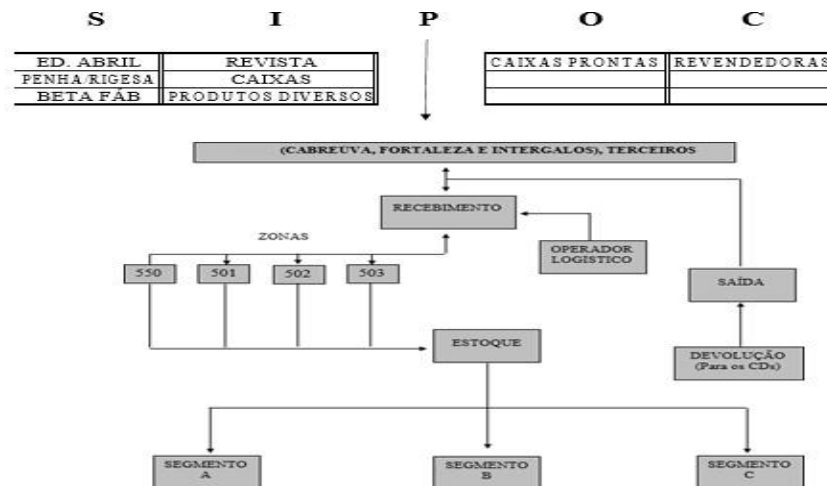 S I P O C
ED. ABRIL REVISTA CAIXAS PRONTAS REVENDEDORAS
PENHA/RIGESA CAIXAS
BETA FÁB PRODUTOS DIVERSOS
(CABREUVA, FORTALEZA E INTERGALOS), TERCEIROS
RECEBIMENTO
ZONAS
OPERADOR
LOGÍSTICO
550 501 502 503
SAÍDA
ESTOQUE
DEVOLUÇÃO
(Para os CDs)
SEGMENTO
A
SEGMENTO
B
SEGMENTO
C